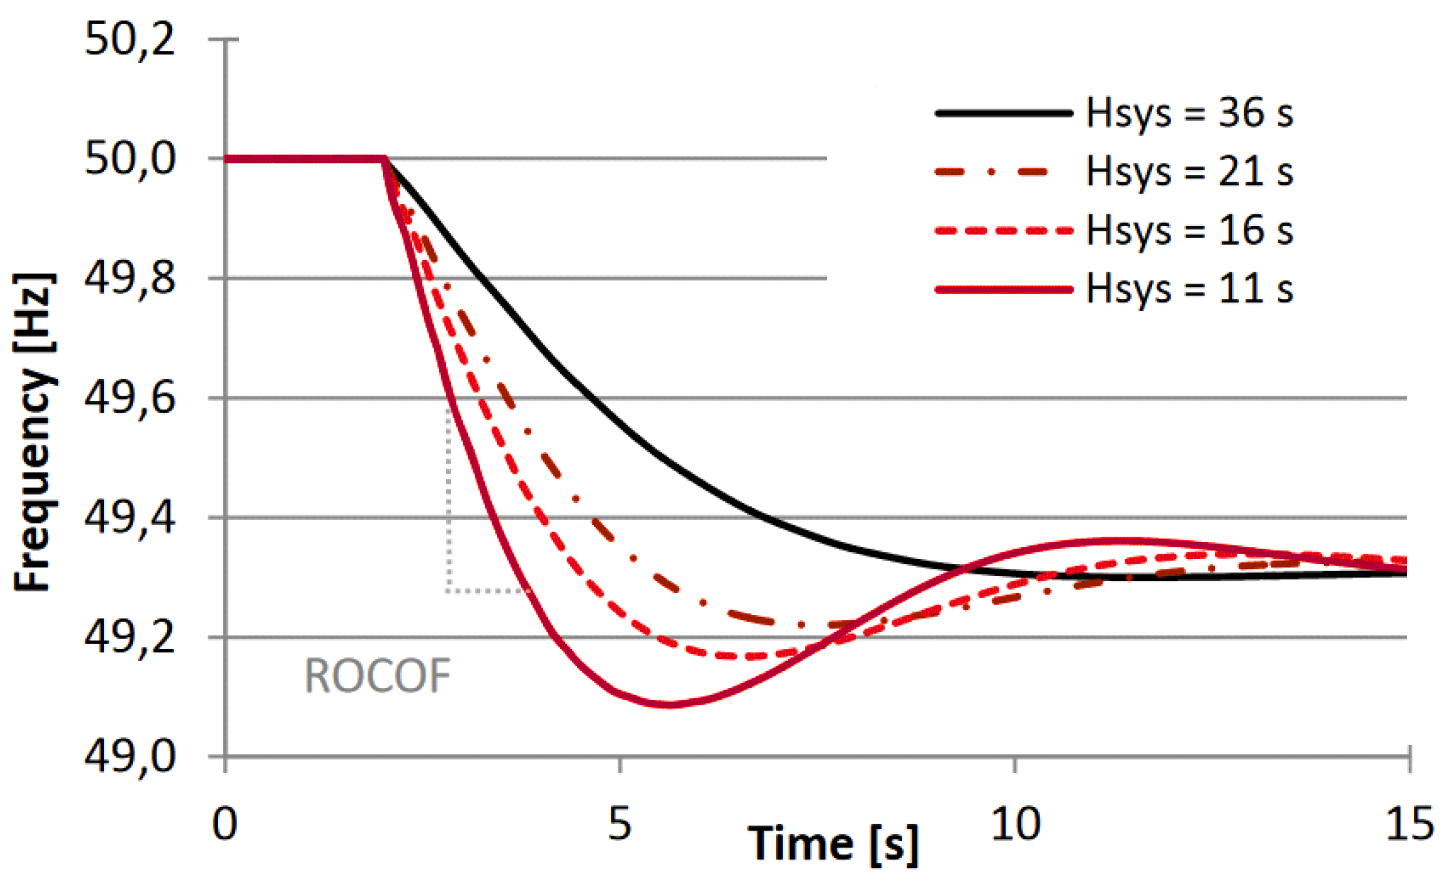 50,2
50,0
49,8
49,6
49,4
49,2
49,0
Frequency [Hz]
Hsys = 36 s
Hsys = 21 s
Hsys = 16 s
Hsys = 11 s
ROCOF
0
5
10
15
Time [s]